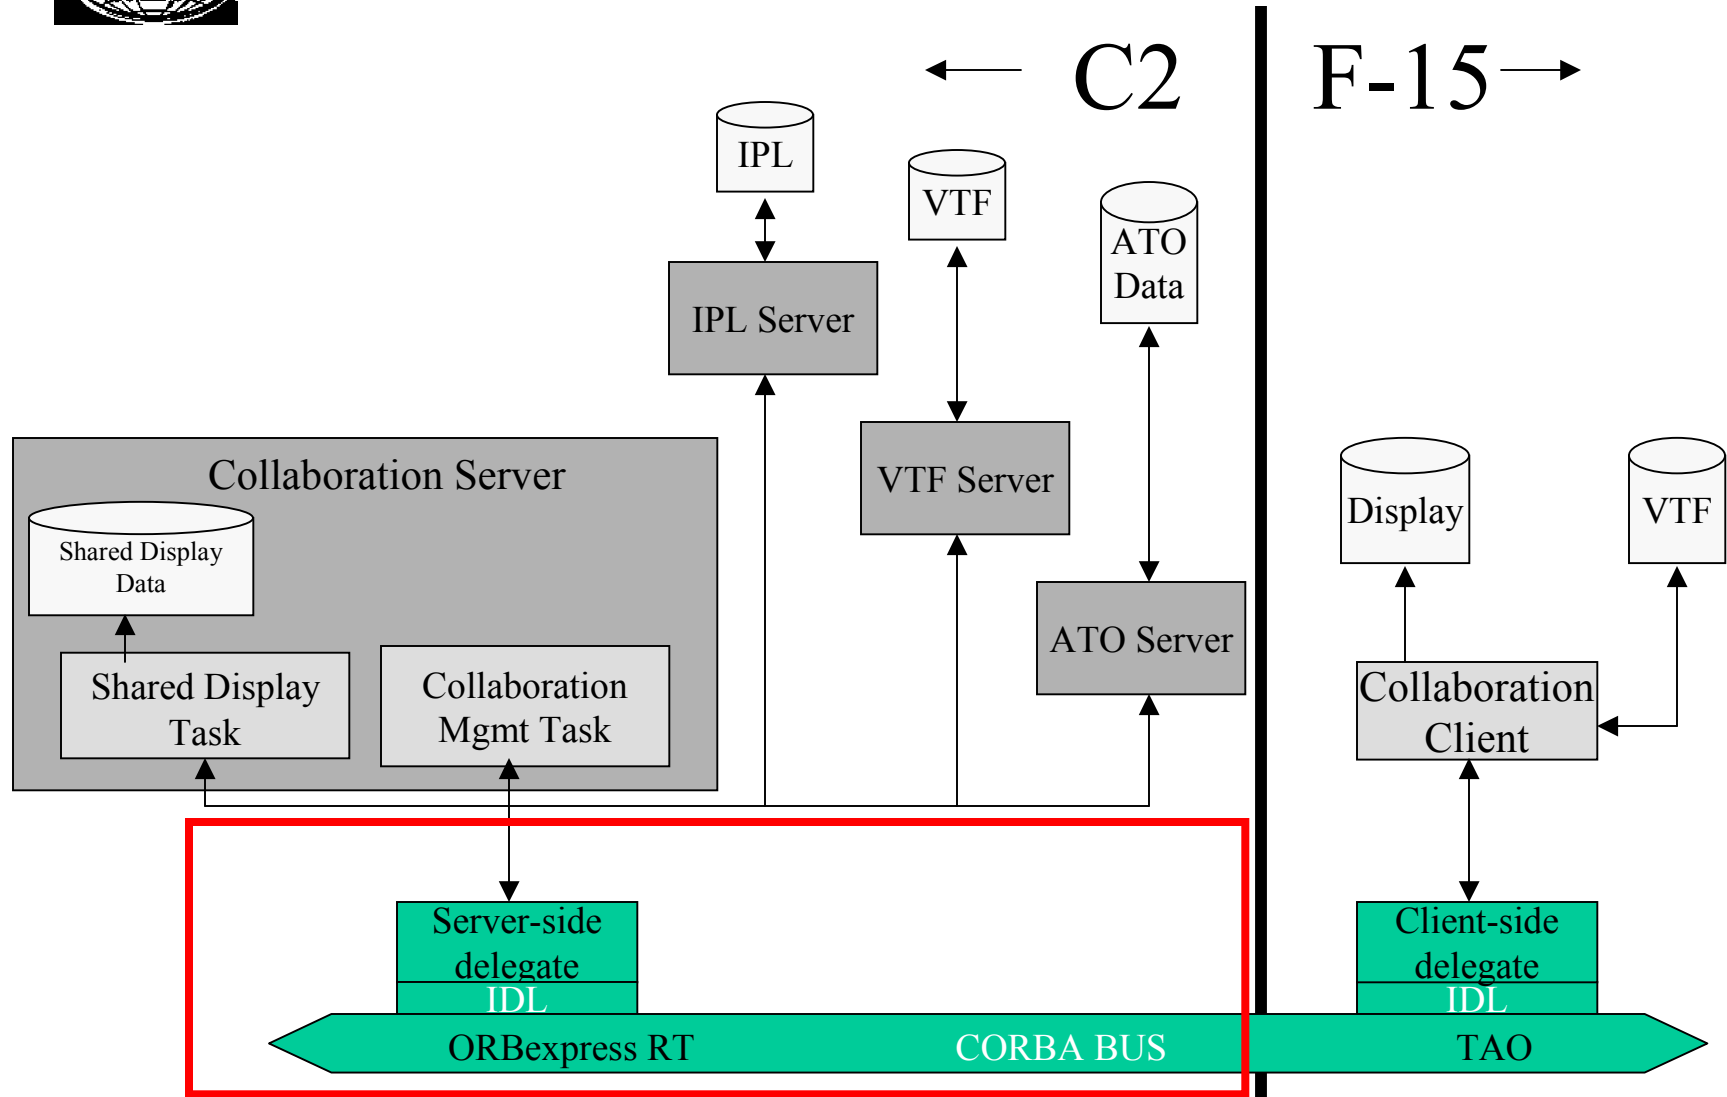 C2
F-15
IPL
VTF
ATO
Data
IPL Server
Collaboration Server
VTF Server
Display
VTF
Shared Display
Data
ATO Server
Shared Display
Task
Collaboration
Mgmt Task
Collaboration
Client
Server-side
delegate
IDL
Client-side
delegate
IDL
ORBexpress RT
CORBA BUS
TAO